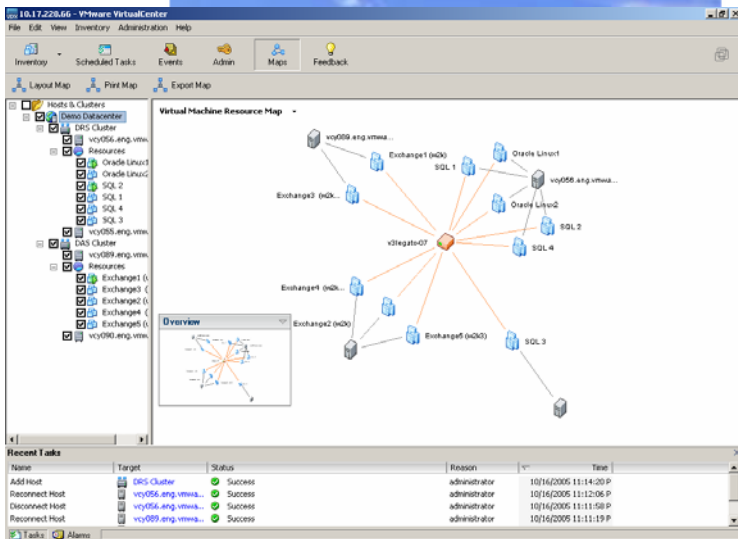 10.17.228.66 - VMware VirtualCenter
File Edit View Inventory Administration Help
Inventory Scheduled Tasks Events Admin Maps Feedback
Layout Map Print Map Export Map
Hosts & Clusters
Demo Datacenter
DRS Cluster
vcy056.eng.vmw
Resources
Oracle Linux1
Oracle Linux2
SQL 2
SQL 1
SQL 4
SQL 3
vcy055.eng.vmw
DAS Cluster
vcy089.eng.vmw
Resources
Exchange1 (
Exchange3 (
Exchange2 (
Exchange4 (
Exchange5 (
vcy090.eng.vmw
Virtual Machine Resource Map
vcy089.eng.vmwa...
Exchange1 (w2k)
SQL 1
Oracle Linux1
vcy056.eng.vmwa...
Exchange3 (w2k...
Oracle Linux2
SQL 2
v3legato-07
SQL 4
Exchange4 (w2k...
Exchange2 (w2k)
Exchange5 (w2k3)
SQL 3
Overview
Recent Tasks
Name Target Status Reason Time
Add Host DRS Cluster Success administrator 10/16/2005 11:14:20 P
Reconnect Host vcy056.eng.vmwa... Success administrator 10/16/2005 11:12:06 P
Disconnect Host vcy056.eng.vmwa... Success administrator 10/16/2005 11:11:58 P
Reconnect Host vcy089.eng.vmwa... Success administrator 10/16/2005 11:11:19 P
Tasks Alarms